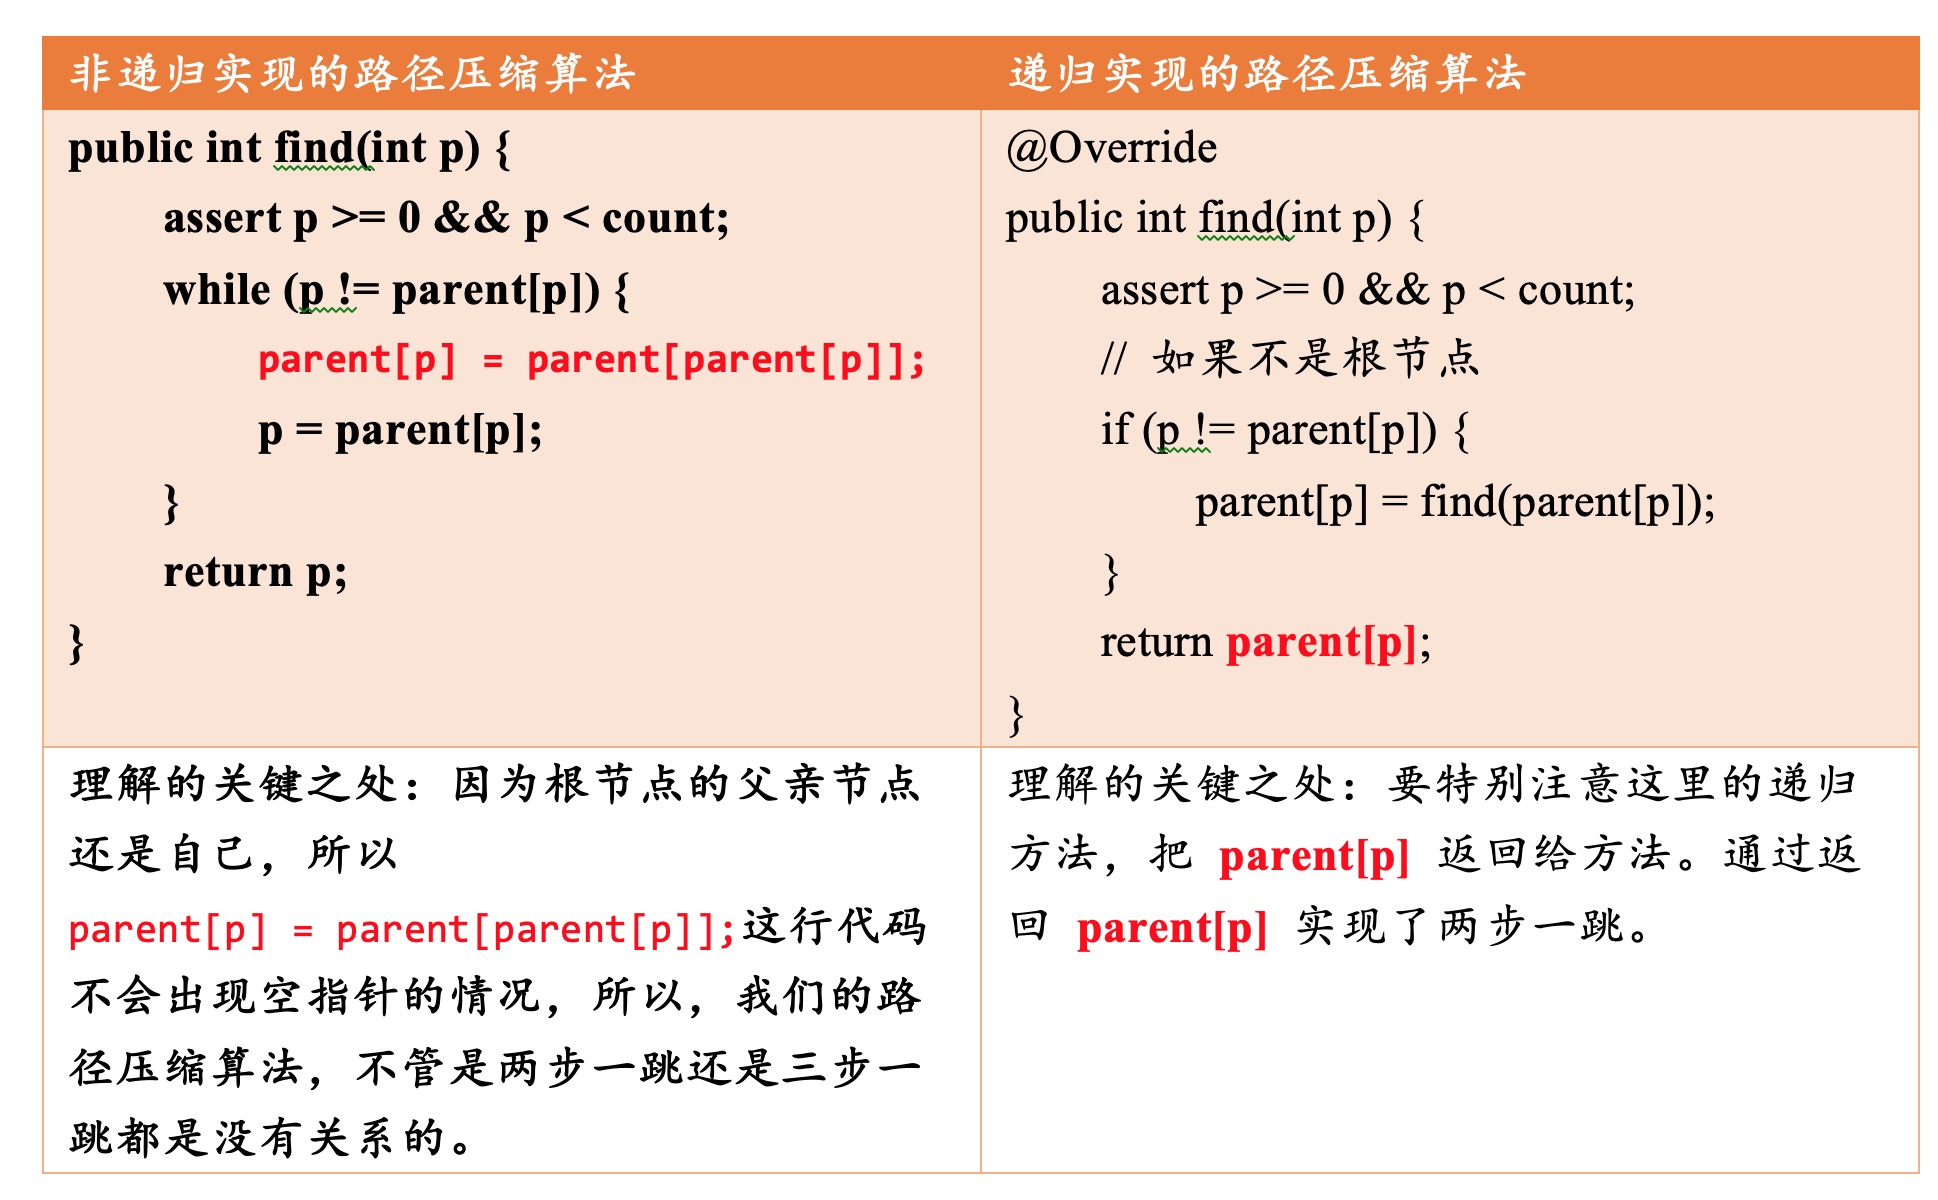 非递归实现的路径压缩算法
public int find(int p) {
assert p >= 0 && p < count;
while (p != parent[p]) {
parent[p] = parent[parent[p]];
p = parent[p];
}
return p;
}
理解的关键之处：因为根节点的父亲节点
还是自己，所以
parent[p] = parent[parent[p]];这行代码
不会出现空指针的情况，所以，我们的路
径压缩算法，不管是两步一跳还是三步一
跳都是没有关系的。
递归实现的路径压缩算法
@Override
public int find(int p) {
assert p >= 0 && p < count;
// 如果不是根节点
if (p != parent[p]) {
parent[p] = find(parent[p]);
}
return parent[p];
}
理解的关键之处：要特别注意这里的递归
方法，把 parent[p] 返回给方法。通过返
回 parent[p] 实现了两步一跳。